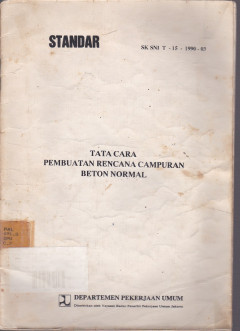 STANDAR
SK SNI T - 15 - 1990 - 03
TATA CARA
PEMBUATAN RENCANA CAMPURAN
BETON NORMAL
DEPARTEMEN PEKERJAAN UMUM